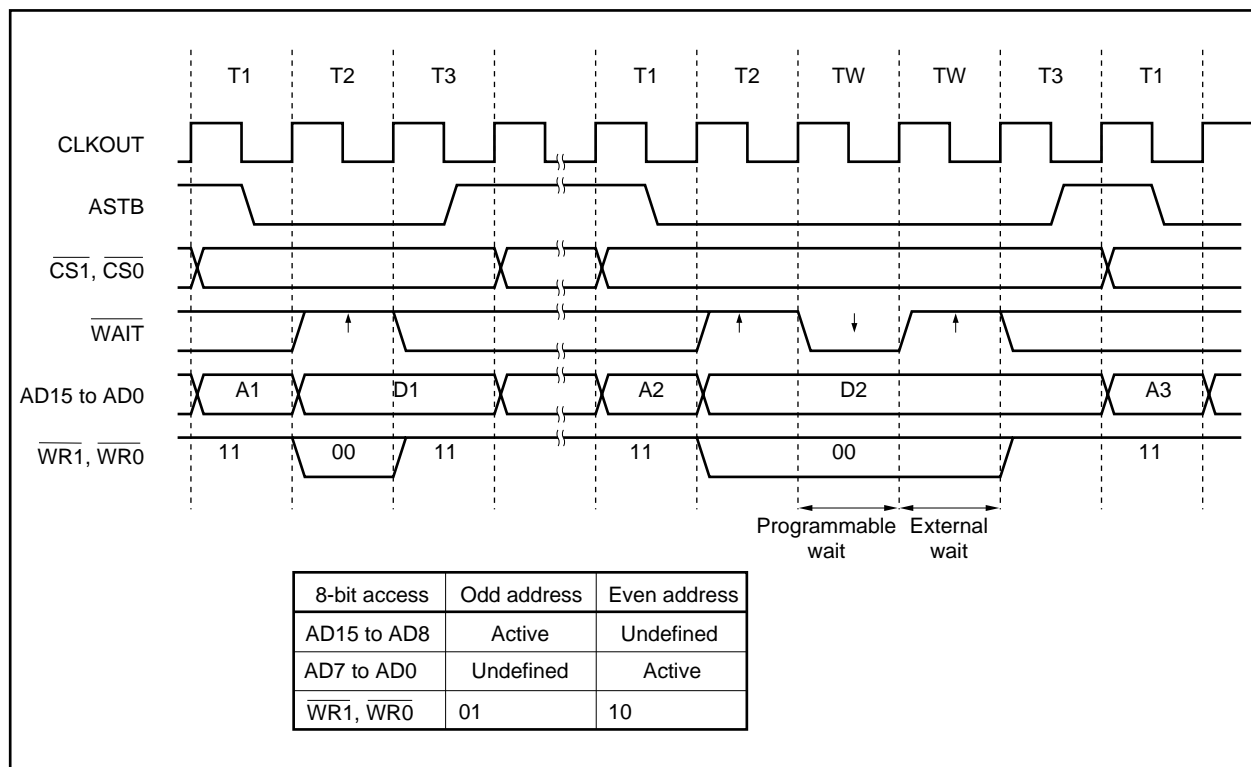 T1 T2 T3 T1 T2 TW TW T3 T1
CLKOUT
ASTB
CS1, CS0
WAIT
AD15 to AD0 A1 D1 A2 D2 A3
WR1, WR0 11 00 11 11 00 11
Programmable wait
External wait
8-bit access Odd address Even address
AD15 to AD8 Active Undefined
AD7 to AD0 Undefined Active
WR1, WR0 01 10